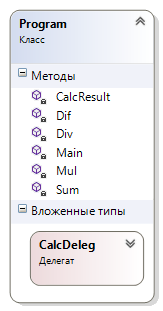 Program
Класс
Методы
CalcResult
Dif
Div
Main
Mul
Sum
Вложенные типы
CalcDeleg
Делегат